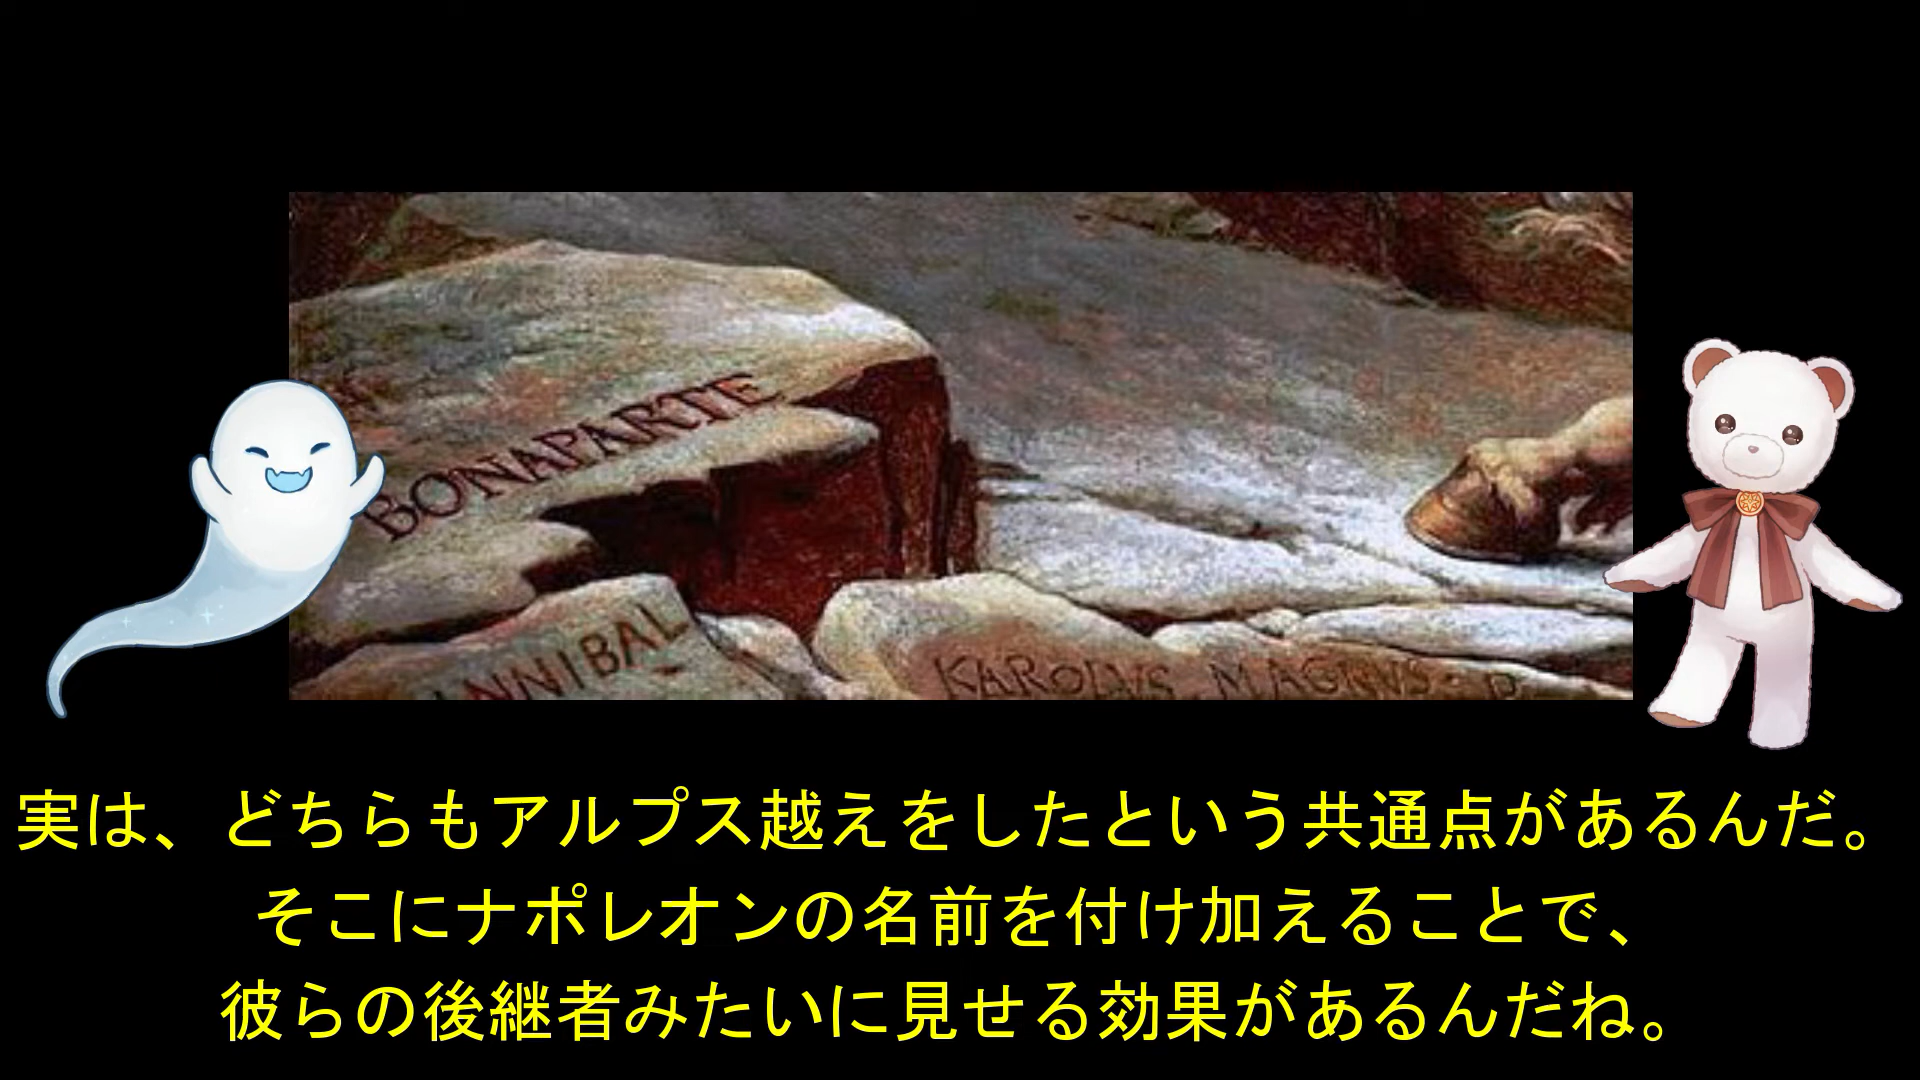 BONAPARTE
ANNIBAL
KAROLVS MAGNVS
実は、どちらもアルプス越えをしたという共通点があるんだ。
そこにナポレオンの名前を付け加えることで、
彼らの後継者みたいに見せる効果があるんだね。